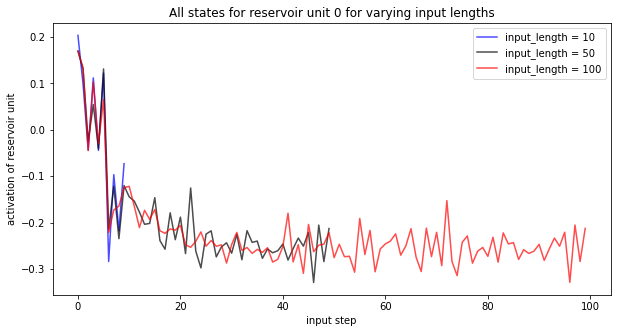 All states for reservoir unit 0 for varying input lengths
input_length = 10
input_length = 50
input_length = 100
activation of reservoir unit
0.2
0.1
0.0
−0.1
−0.2
−0.3
0 20 40 60 80 100
input step